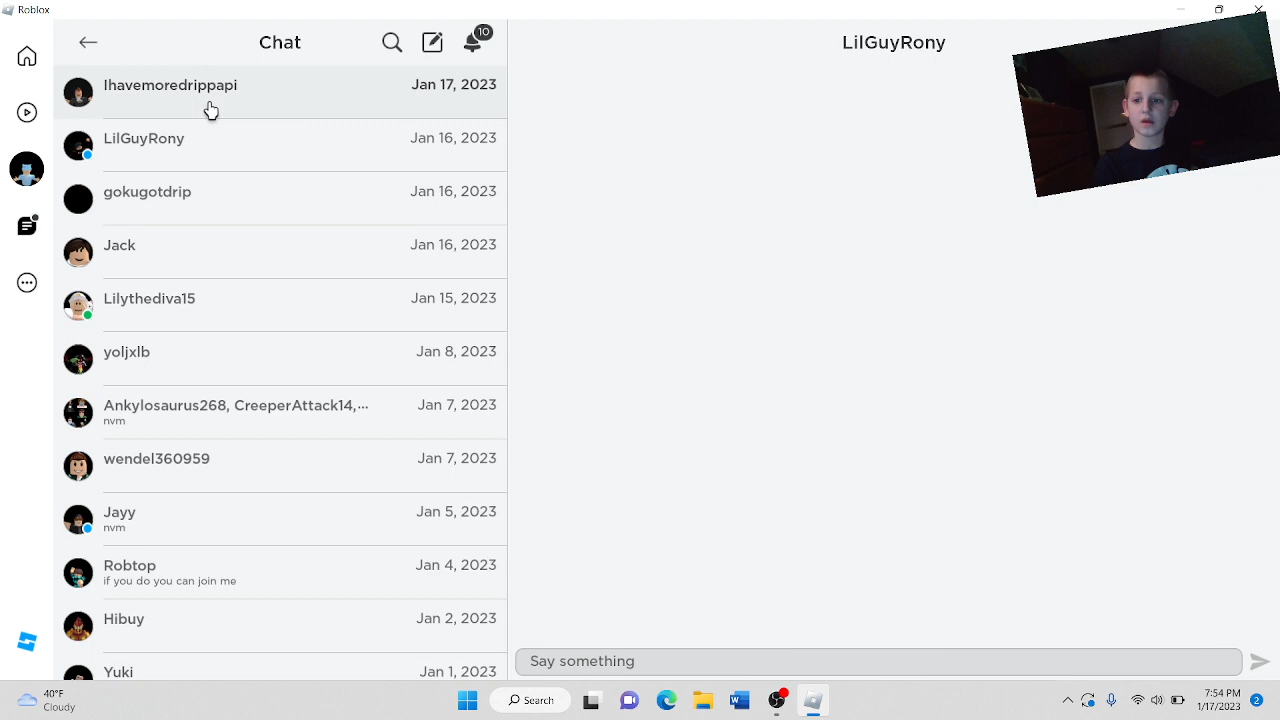 Roblox
Chat
10
LilGuyRony
Ihavemoredrippapi
Jan 17, 2023
LilGuyRony
Jan 16, 2023
gokugotdrip
Jan 16, 2023
Jack
Jan 16, 2023
Lilythediva15
Jan 15, 2023
yoljxlb
Jan 8, 2023
Ankylosaurus268, CreeperAttack14,...
Jan 7, 2023
nvm
wendel360959
Jan 7, 2023
Jayy
Jan 5, 2023
nvm
Robtop
Jan 4, 2023
if you do you can join me
Hibuy
Jan 2, 2023
Yuki
Jan 1, 2023
Say something
40°F
Cloudy
Search
7:54 PM
1/17/2023
2